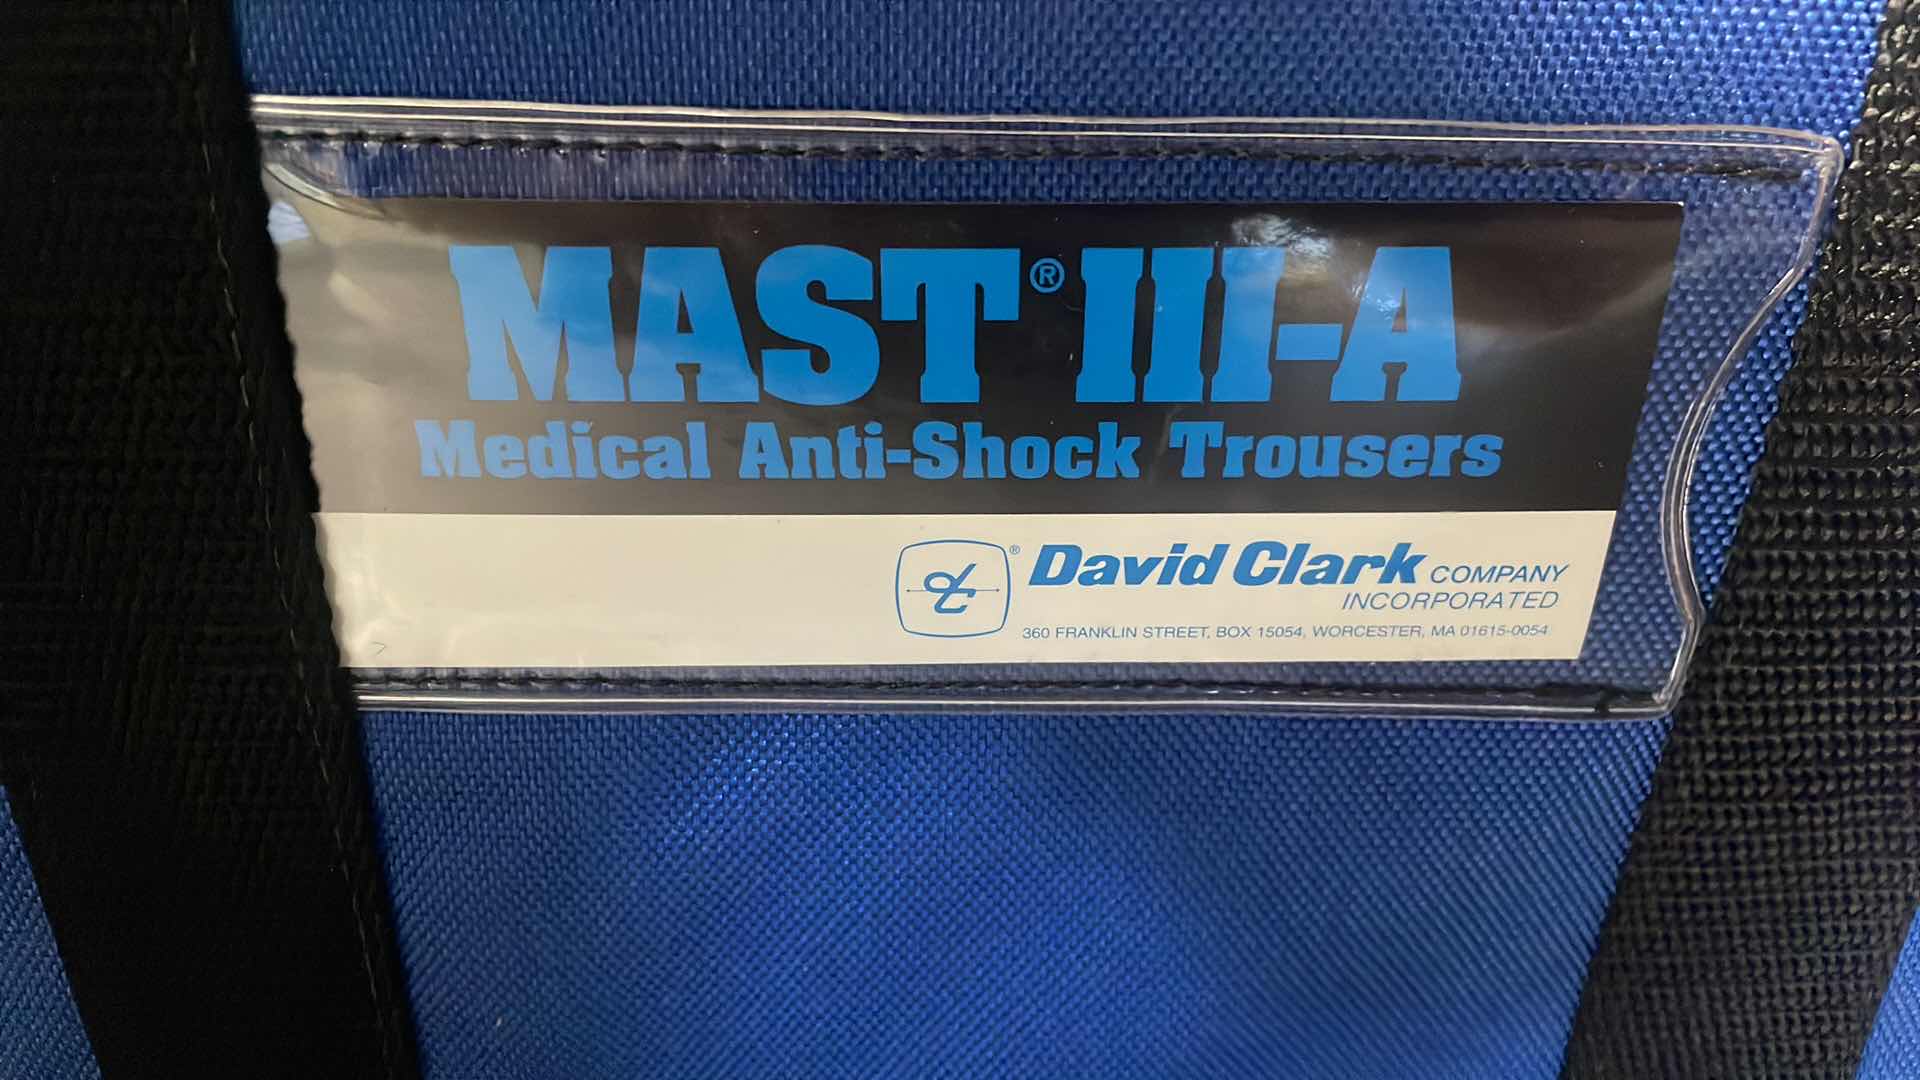 MAST® III-A
Medical Anti-Shock Trousers
® David Clark COMPANY
INCORPORATED
360 FRANKLIN STREET, BOX 15054, WORCESTER, MA 01615-0054